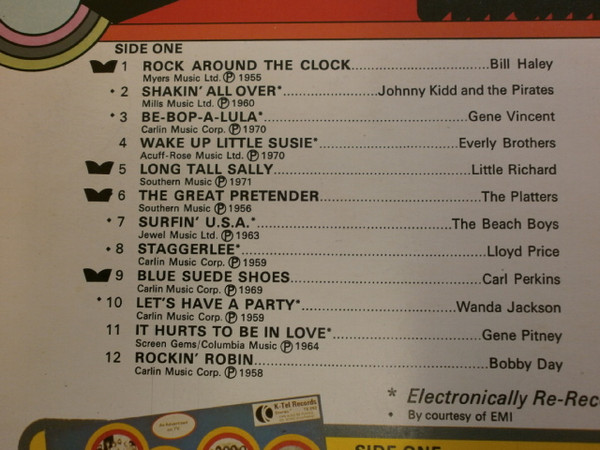 SIDE ONE
1 ROCK AROUND THE CLOCK Bill Haley
Myers Music Ltd. ℗ 1955
• 2 SHAKIN' ALL OVER* Johnny Kidd and the Pirates
Mills Music Ltd. ℗ 1960
• 3 BE-BOP-A-LULA* Gene Vincent
Carlin Music Corp. ℗ 1970
4 WAKE UP LITTLE SUSIE* Everly Brothers
Acuff-Rose Music Ltd. ℗ 1970
5 LONG TALL SALLY Little Richard
Southern Music ℗ 1971
6 THE GREAT PRETENDER The Platters
Southern Music ℗ 1956
• 7 SURFIN' U.S.A.* The Beach Boys
Jewel Music Ltd. ℗ 1963
• 8 STAGGERLEE* Lloyd Price
Carlin Music Corp. ℗ 1959
9 BLUE SUEDE SHOES Carl Perkins
Carlin Music Corp. ℗ 1969
• 10 LET'S HAVE A PARTY* Wanda Jackson
Carlin Music Corp. ℗ 1959
11 IT HURTS TO BE IN LOVE* Gene Pitney
Screen Gems/Columbia Music ℗ 1964
12 ROCKIN' ROBIN Bobby Day
Carlin Music Corp. ℗ 1958
* Electronically Re-Rec
• By courtesy of EMI
K-Tel Records
As Advertised on TV
SIDE ONE